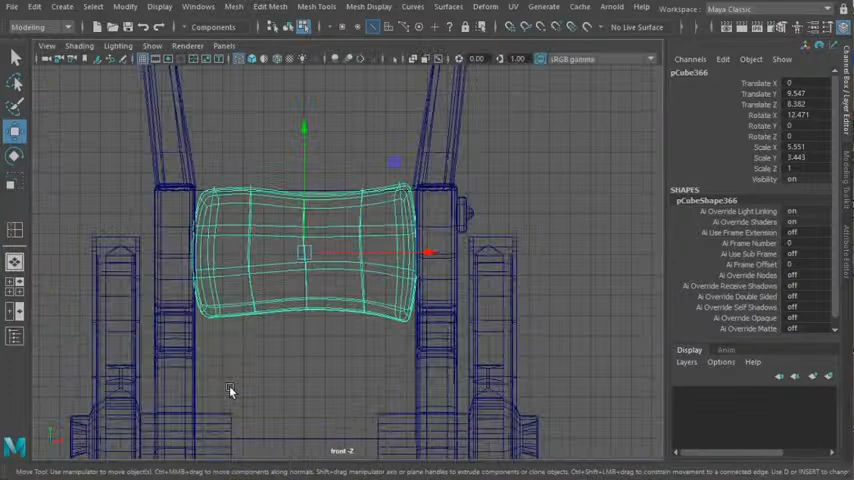 File Edit Create Select Modify Display Windows Mesh Edit Mesh Mesh Tools Mesh Display Curves Surfaces Deform UV Generate Cache Arnold Help Workspace: Maya Classic
Modeling Components No Live Surface
View Shading Lighting Show Renderer Panels
0.00 1.00 sRGB gamma
Channels Edit Object Show
pCube366
Translate X 0
Translate Y 9.547
Translate Z 8.382
Rotate X 12.471
Rotate Y 0
Rotate Z 0
Scale X 5.551
Scale Y 3.443
Scale Z 1
Visibility on
SHAPES
pCubeShape366
Ai Override Light Linking on
Ai Override Shaders on
Ai Use Frame Extension off
Ai Frame Number 0
Ai Use Sub Frame off
Ai Frame Offset 0
Ai Override Nodes off
Ai Override Receive Shadows off
Ai Override Double Sided off
Ai Override Self Shadows off
Ai Override Opaque off
Ai Override Matte off
Display Anim
Layers Options Help
Channel Box / Layer Editor
Modeling Toolkit
Attribute Editor
front -Z
Move Tool: Use manipulator to move object(s). Ctrl+MMB+drag to move components along normals. Shift+drag manipulator axis or plane handles to extrude components or clone objects. Ctrl+Shift+LMB+drag to constrain movement to a connected edge. Use D or INSERT to chan